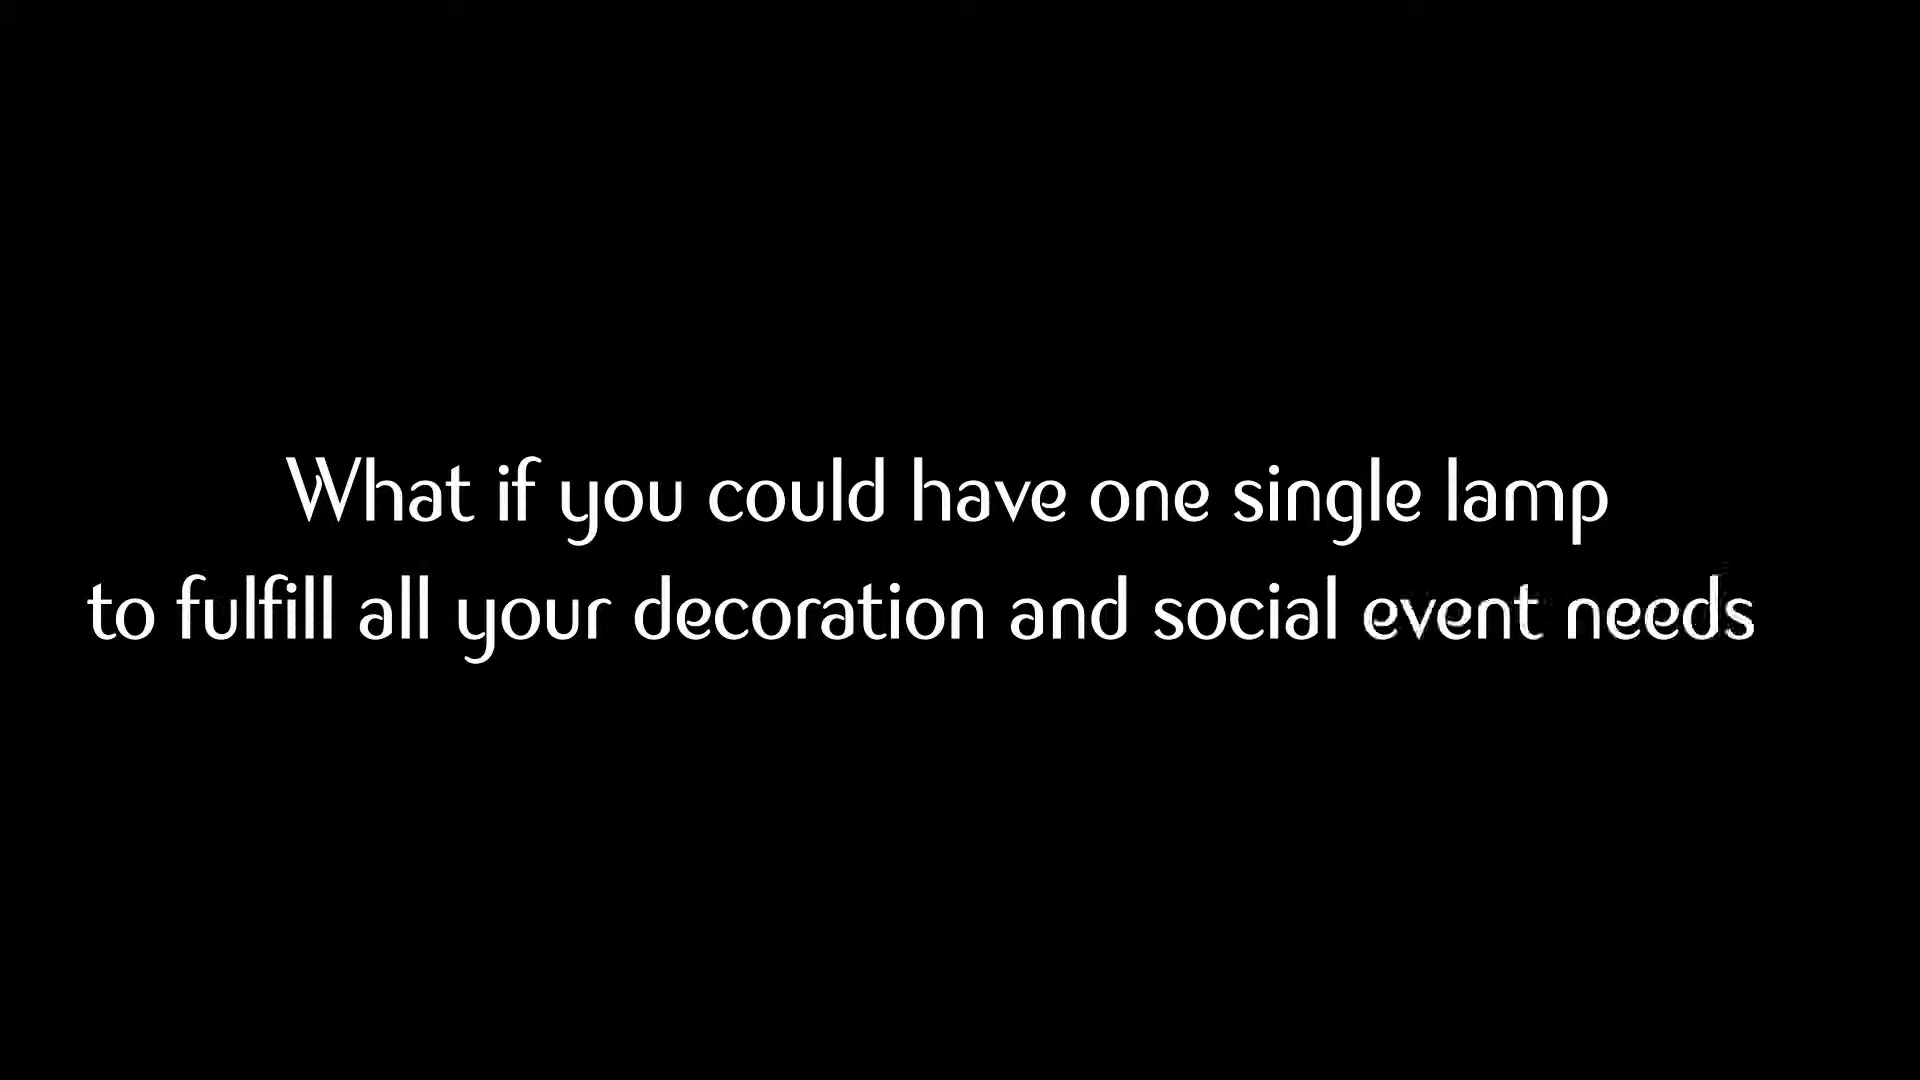 What if you could have one single lamp
to fulfill all your decoration and social event needs